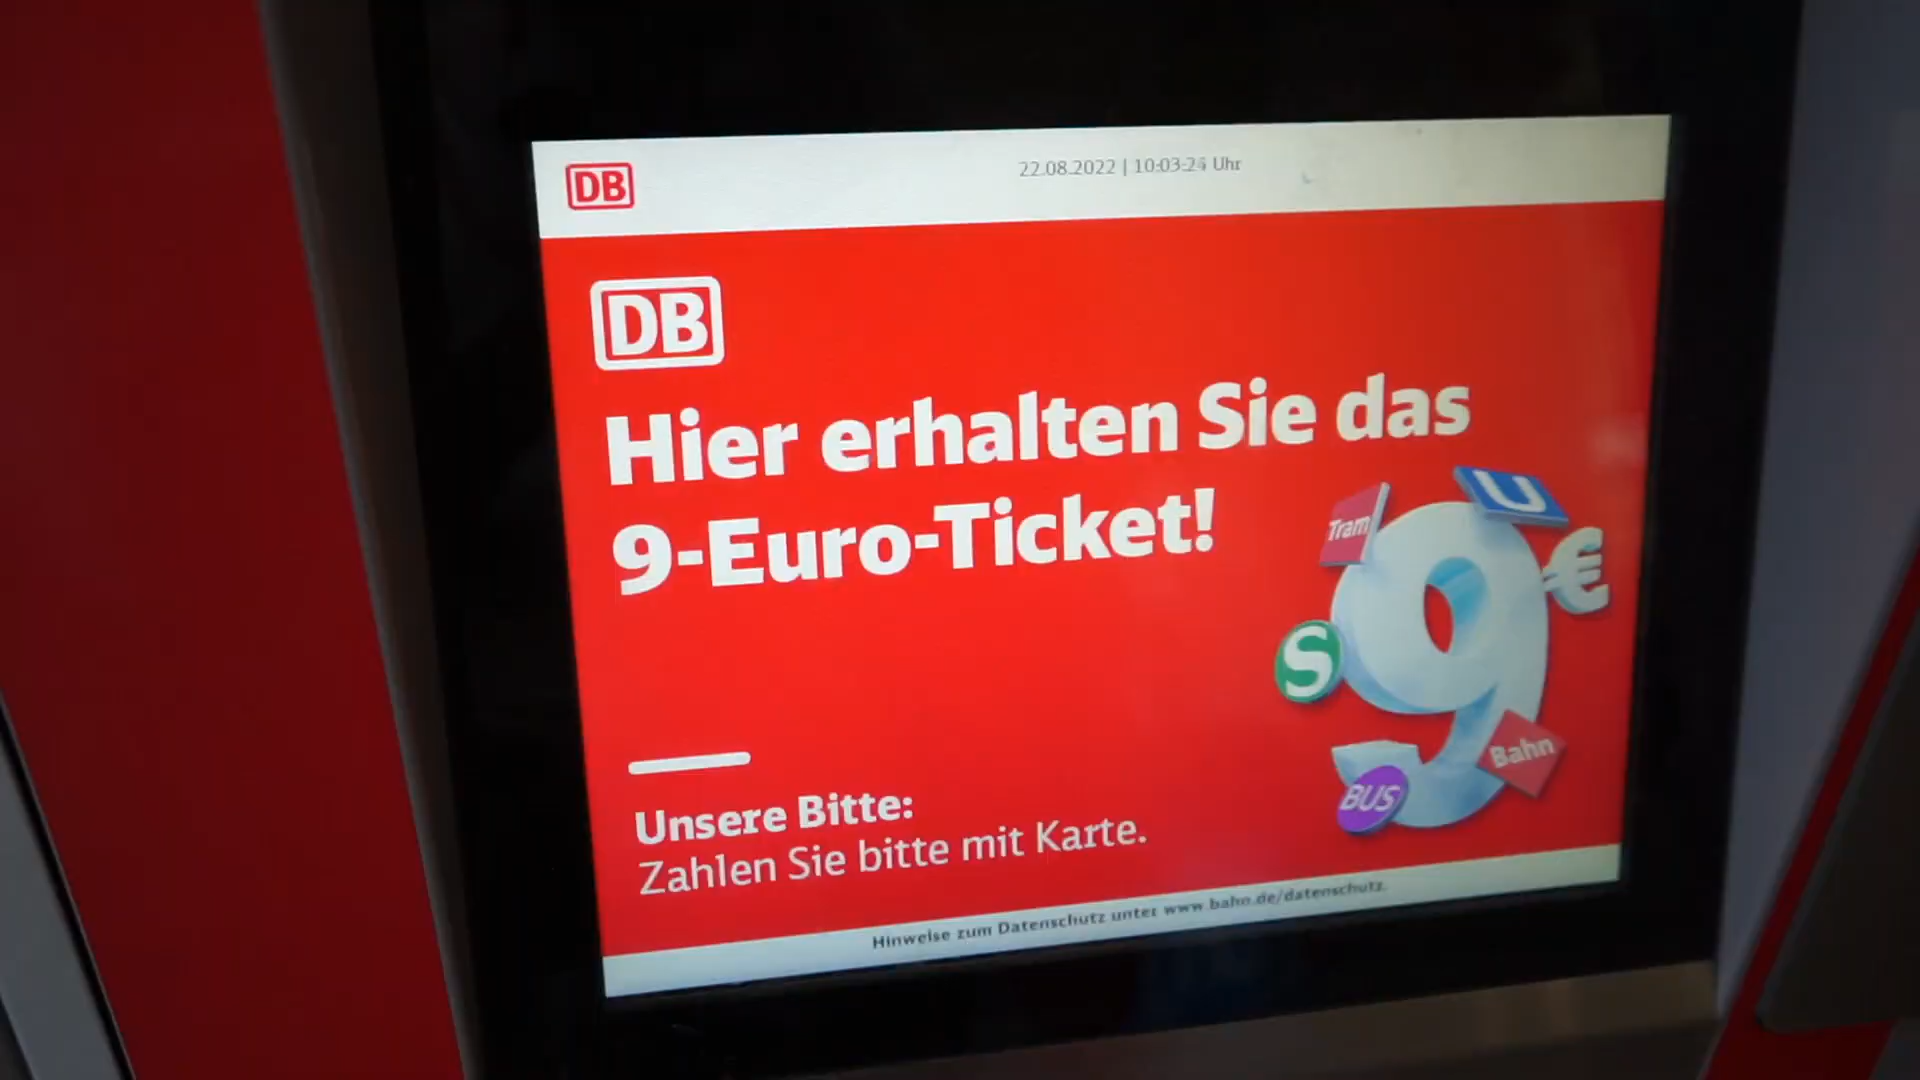 DB
22.08.2022 | 10:03:24 Uhr
DB
Hier erhalten Sie das
9-Euro-Ticket!
Tram
U
€
9
S
Bahn
BUS
Unsere Bitte:
Zahlen Sie bitte mit Karte.
Hinweise zum Datenschutz unter www.bahn.de/datenschutz.